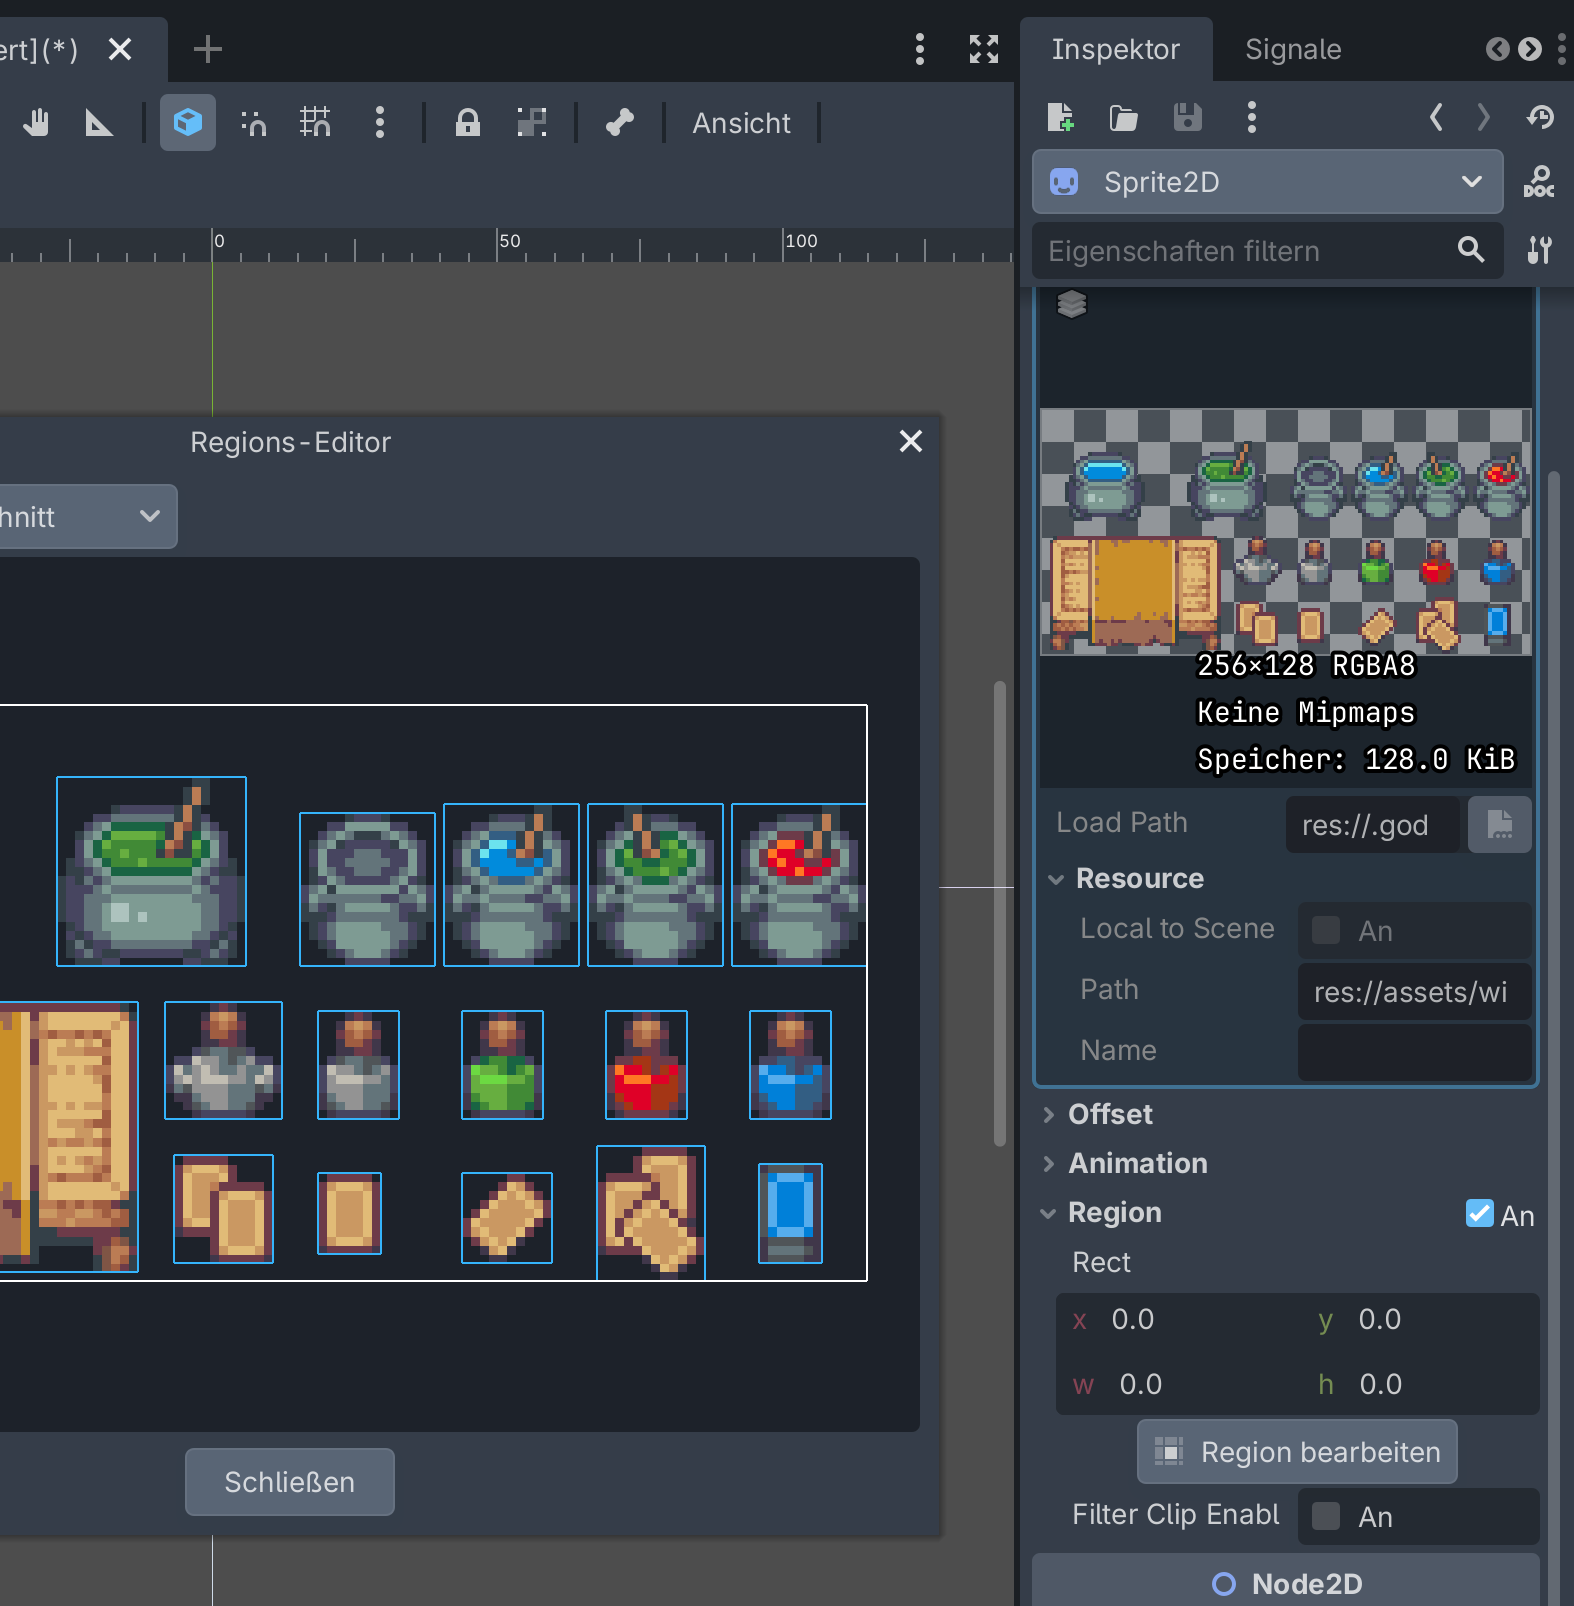 ert](*)
Inspektor
Signale
Ansicht
Sprite2D
DOC
0
50
100
Eigenschaften filtern
Regions-Editor
hnitt
256×128 RGBA8
Keine Mipmaps
Speicher: 128.0 KiB
Load Path
res://.god
Resource
Local to Scene
An
Path
res://assets/wi
Name
Offset
Animation
Region
An
Rect
x 0.0
y 0.0
w 0.0
h 0.0
Region bearbeiten
Schließen
Filter Clip Enabl
An
Node2D